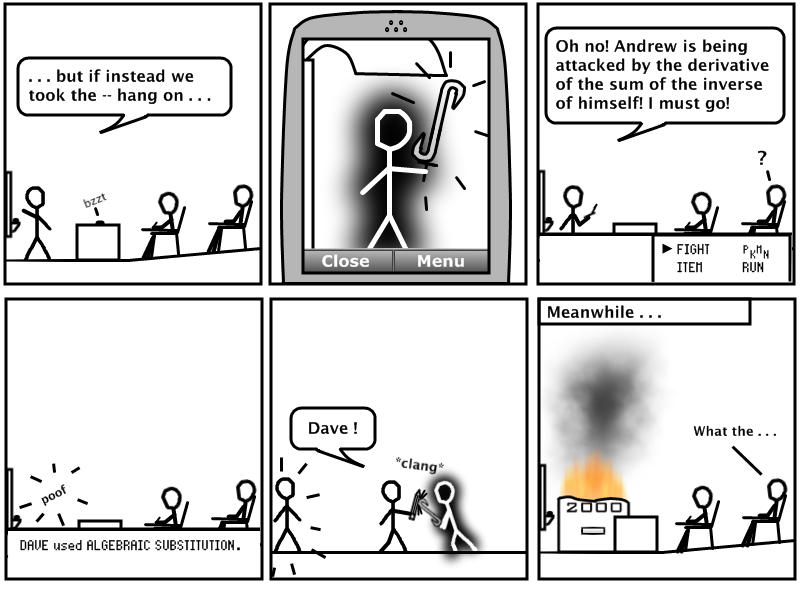 . . . but if instead we
took the -- hang on . . .
bzzt
Close Menu
Oh no! Andrew is being
attacked by the derivative
of the sum of the inverse
of himself! I must go!
?
▶ FIGHT PKMN
ITEM RUN
poof
DAVE used ALGEBRAIC SUBSTITUTION.
Dave !
*clang*
Meanwhile . . .
What the . . .
2000